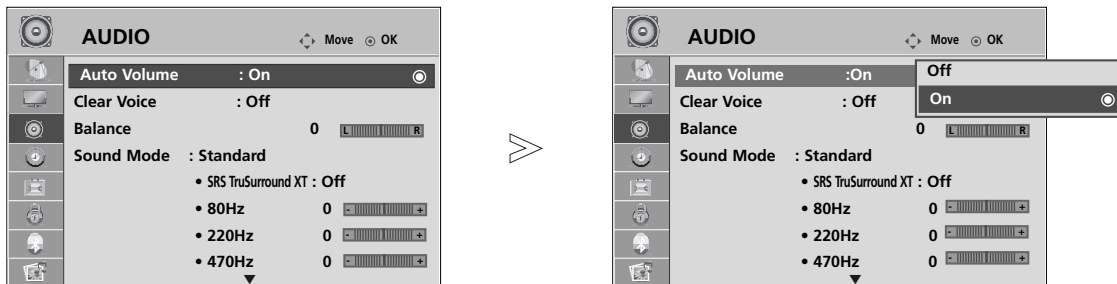 AUDIO Move OK
Auto Volume : On
Clear Voice : Off
Balance 0 L R
Sound Mode : Standard
• SRS TruSurround XT : Off
• 80Hz 0 - +
• 220Hz 0 - +
• 470Hz 0 - +
AUDIO Move OK
Auto Volume :On
Off
On
Clear Voice : Off
Balance 0 L R
Sound Mode : Standard
• SRS TruSurround XT : Off
• 80Hz 0 - +
• 220Hz 0 - +
• 470Hz 0 - +